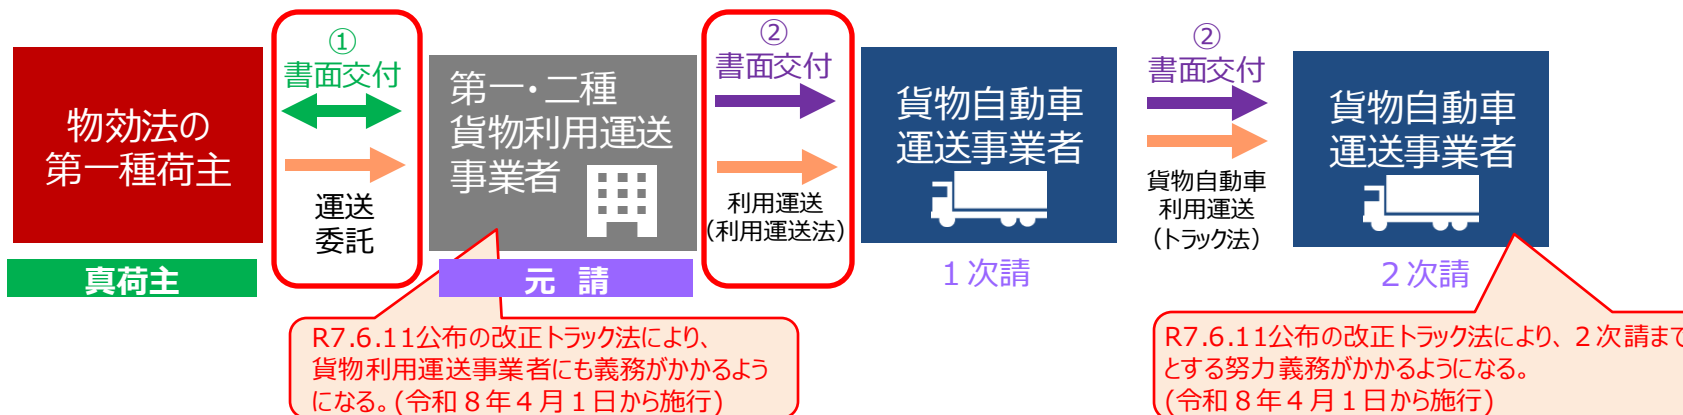 物効法の
第一種荷主
真荷主
①
書面交付
運送
委託
第一・二種
貨物利用運送
事業者
元 請
②
書面交付
利用運送
(利用運送法)
貨物自動車
運送事業者
1次請
②
書面交付
貨物自動車
利用運送
(トラック法)
貨物自動車
運送事業者
2次請
R7.6.11公布の改正トラック法により、
貨物利用運送事業者にも義務がかかるよう
になる。(令和8年4月1日から施行)
R7.6.11公布の改正トラック法により、2次請まで
とする努力義務がかかるようになる。
(令和8年4月1日から施行)